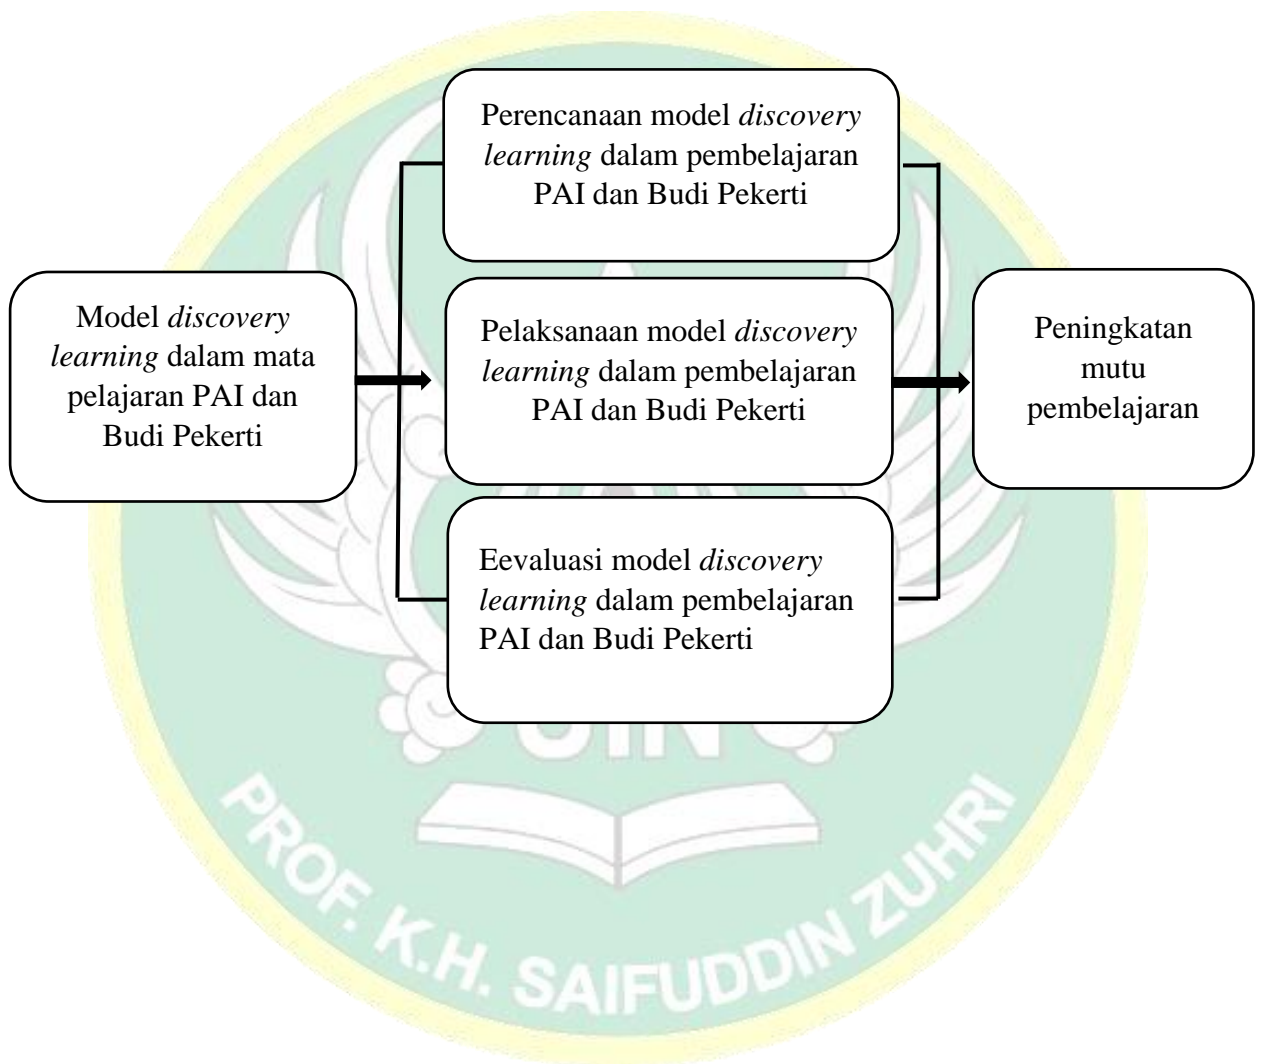 Perencanaan model discovery
learning dalam pembelajaran
PAI dan Budi Pekerti
Model discovery
learning dalam mata
pelajaran PAI dan
Budi Pekerti
Pelaksanaan model discovery
learning dalam pembelajaran
PAI dan Budi Pekerti
Peningkatan
mutu
pembelajaran
Eevaluasi model discovery
learning dalam pembelajaran
PAI dan Budi Pekerti
UIN
PROF. K.H. SAIFUDDIN ZUHRI